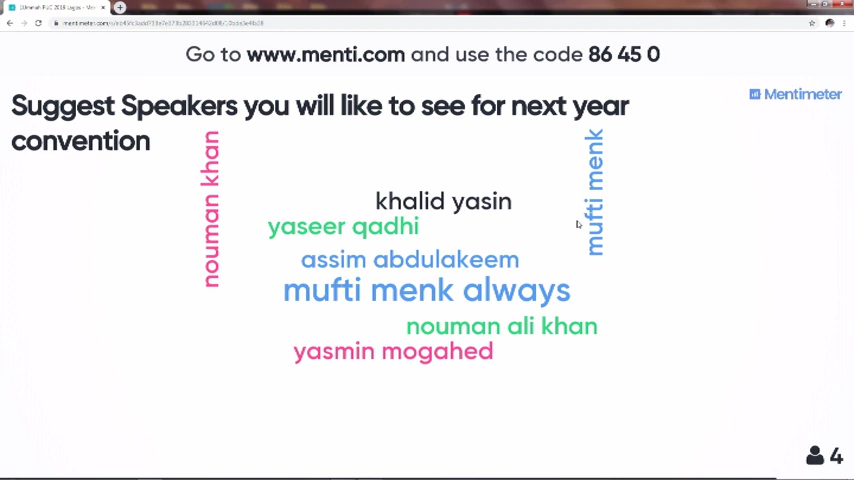 Go to www.menti.com and use the code 86 45 0
Suggest Speakers you will like to see for next year
convention
Mentimeter
nouman khan
mufti menk
khalid yasin
yaseer qadhi
assim abdulakeem
mufti menk always
nouman ali khan
yasmin mogahed
4